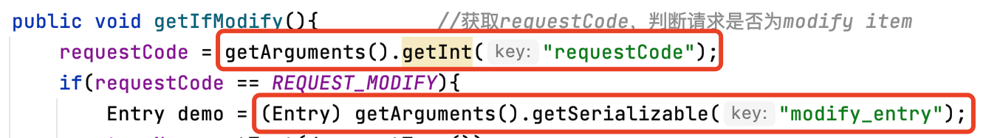 public void getIfModify(){ //获取requestCode，判断请求是否为modify item
requestCode = getArguments().getInt( key: "requestCode");
if(requestCode == REQUEST_MODIFY){
Entry demo = (Entry) getArguments().getSerializable( key: "modify_entry");